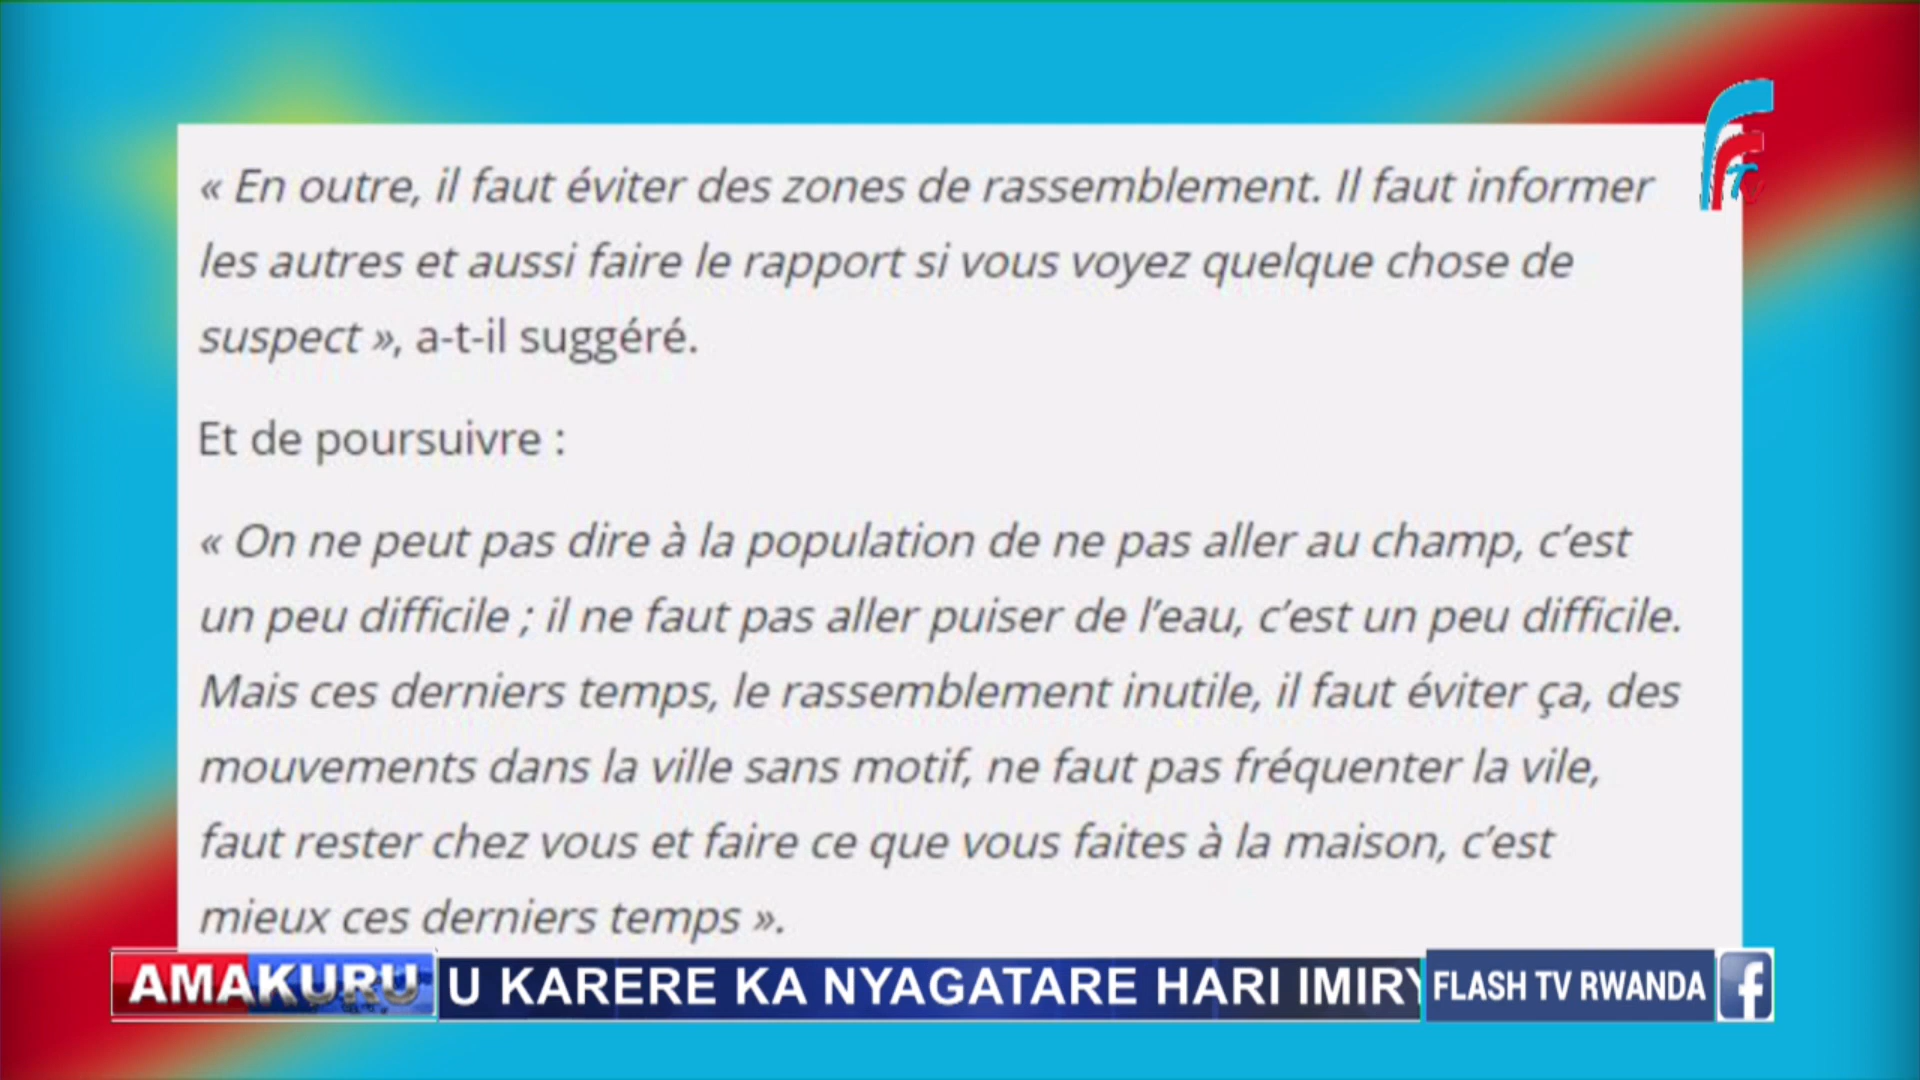 « En outre, il faut éviter des zones de rassemblement. Il faut informer
les autres et aussi faire le rapport si vous voyez quelque chose de
suspect », a-t-il suggéré.
Et de poursuivre :
« On ne peut pas dire à la population de ne pas aller au champ, c’est
un peu difficile ; il ne faut pas aller puiser de l’eau, c’est un peu difficile.
Mais ces derniers temps, le rassemblement inutile, il faut éviter ça, des
mouvements dans la ville sans motif, ne faut pas fréquenter la vile,
faut rester chez vous et faire ce que vous faites à la maison, c’est
mieux ces derniers temps ».
AMAKURU U KARERE KA NYAGATARE HARI IMIRY FLASH TV RWANDA f
TV